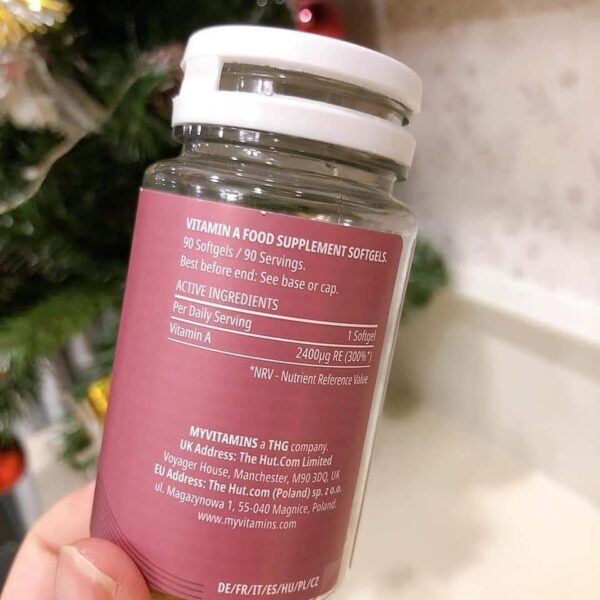 VITAMIN A FOOD SUPPLEMENT SOFTGELS.
90 Softgels / 90 Servings.
Best before end: See base or cap.
ACTIVE INGREDIENTS
Per Daily Serving 1 Softgel
Vitamin A 2400µg RE (300%*)
*NRV - Nutrient Reference Value
MYVITAMINS a THG company.
UK Address: The Hut.Com Limited
Voyager House, Manchester, M90 3DQ, UK
EU Address: The Hut.com (Poland) sp. z o.o.
ul. Magazynowa 1, 55-040 Magnice, Poland.
www.myvitamins.com
DE/FR/IT/ES/HU/PL/CZ